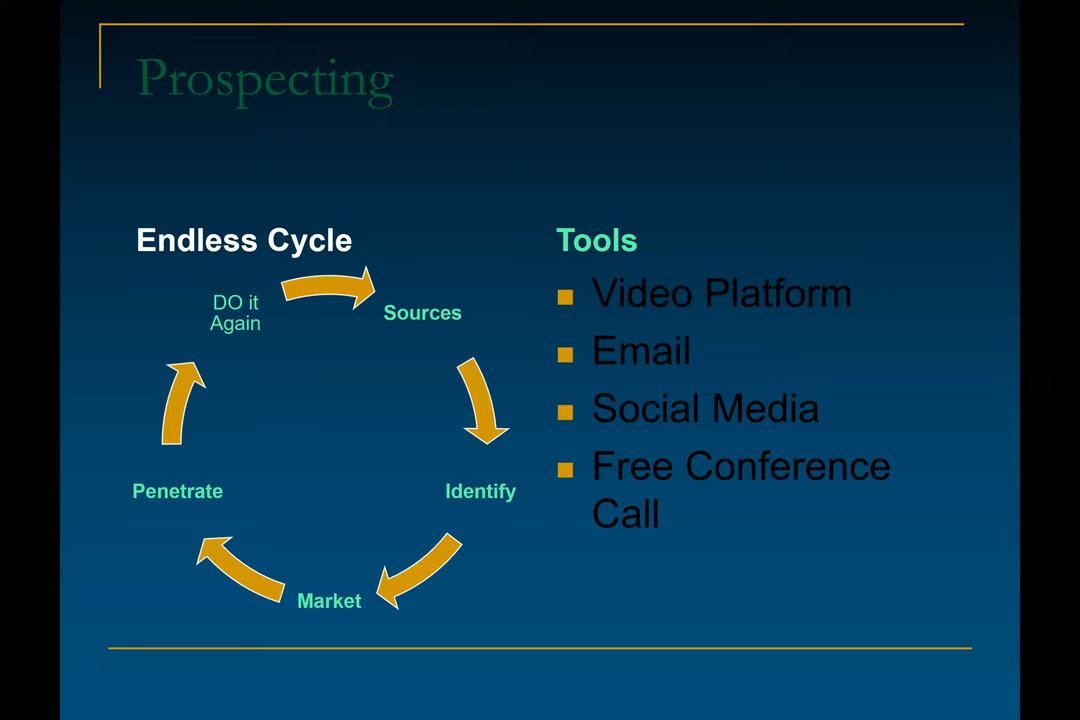 Prospecting
Endless Cycle
DO it
Again
Sources
Identify
Market
Penetrate
Tools
Video Platform
Email
Social Media
Free Conference
Call